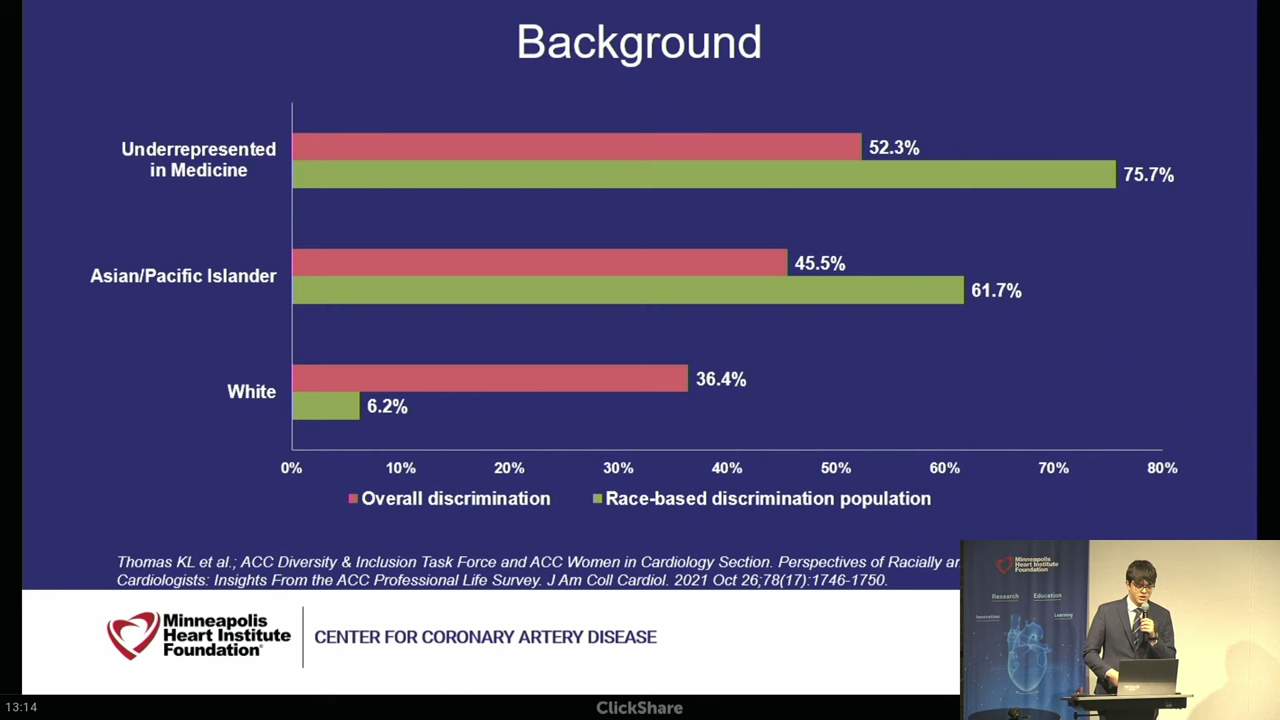 Background
Underrepresented
in Medicine
52.3%
75.7%
Asian/Pacific Islander
45.5%
61.7%
White
36.4%
6.2%
0% 10% 20% 30% 40% 50% 60% 70% 80%
Overall discrimination Race-based discrimination population
Thomas KL et al.; ACC Diversity & Inclusion Task Force and ACC Women in Cardiology Section. Perspectives of Racially
Cardiologists: Insights From the ACC Professional Life Survey. J Am Coll Cardiol. 2021 Oct 26;78(17):1746-1750.
Minneapolis
Heart Institute
Foundation
CENTER FOR CORONARY ARTERY DISEASE
Minneapolis
Heart Institute
Foundation
Research Education
Innovation Learning
13:14
ClickShare